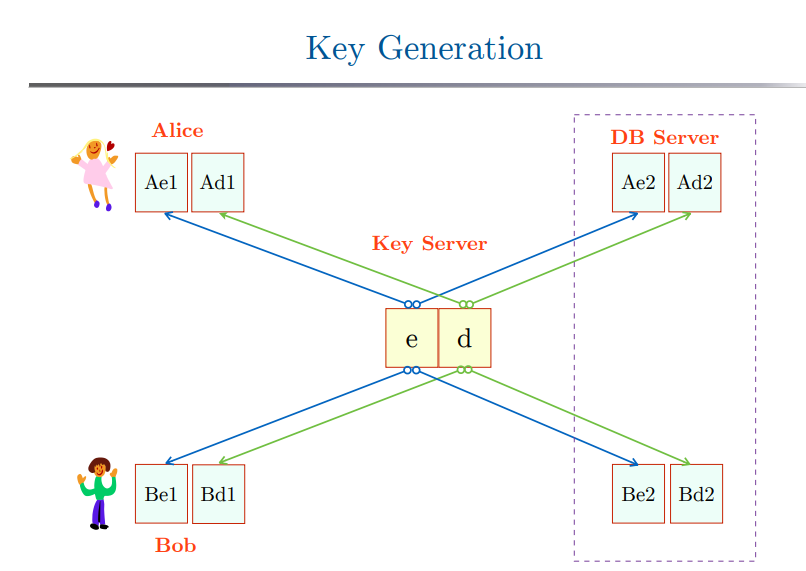 Key Generation
Alice
DB Server
Ae1 Ad1
Ae2 Ad2
Key Server
e d
Be1 Bd1
Be2 Bd2
Bob